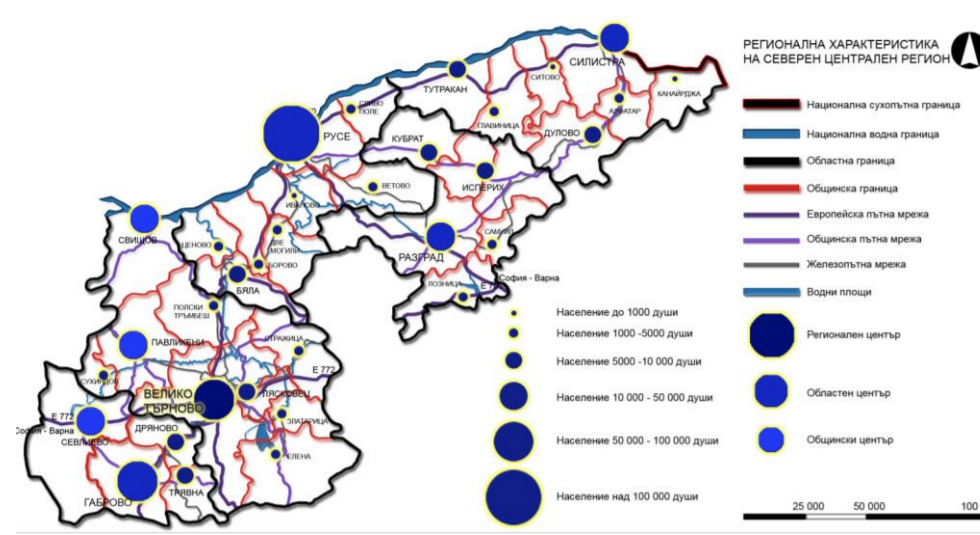 РЕГИОНАЛНА ХАРАКТЕРИСТИКА
НА СЕВЕРЕН ЦЕНТРАЛЕН РЕГИОН
Национална сухопътна граница
Национална водна граница
Областна граница
Общинска граница
Европейска пътна мрежа
Общинска пътна мрежа
Железопътна мрежа
Водни площи
Регионален център
Областен център
Общински център
25 000 50 000 100
СИЛИСТРА
СИТОВО
КАНАЙРДЖА
ТУТРАКАН
АЛФАТАР
СЛИВО
ПОЛЕ
ГЛАВИНИЦА
РУСЕ
КУБРАТ
ДУЛОВО
ИСПЕРИХ
ВЕТОВО
ИВАНОВО
СВИЩОВ
ЦЕНОВО
ДВЕ
МОГИЛИ
САМУИЛ
РАЗГРАД
БОРОВО
БЯЛА
ЛОЗНИЦА
Е 7
София - Варна
ПОЛСКИ
ТРЪМБЕШ
ПАВЛИКЕНИ
СТРАЖИЦА
Е 772
СУХИНДОЛ
ВЕЛИКО
ТЪРНОВО
ЛЯСКОВЕЦ
Е 772
София - Варна
СЕВЛИЕВО
ДРЯНОВО
ЗЛАТАРИЦА
ЕЛЕНА
ГАБРОВО
ТРЯВНА
Население до 1000 души
Население 1000 -5000 души
Население 5000 -10 000 души
Население 10 000 - 50 000 души
Население 50 000 - 100 000 души
Население над 100 000 души